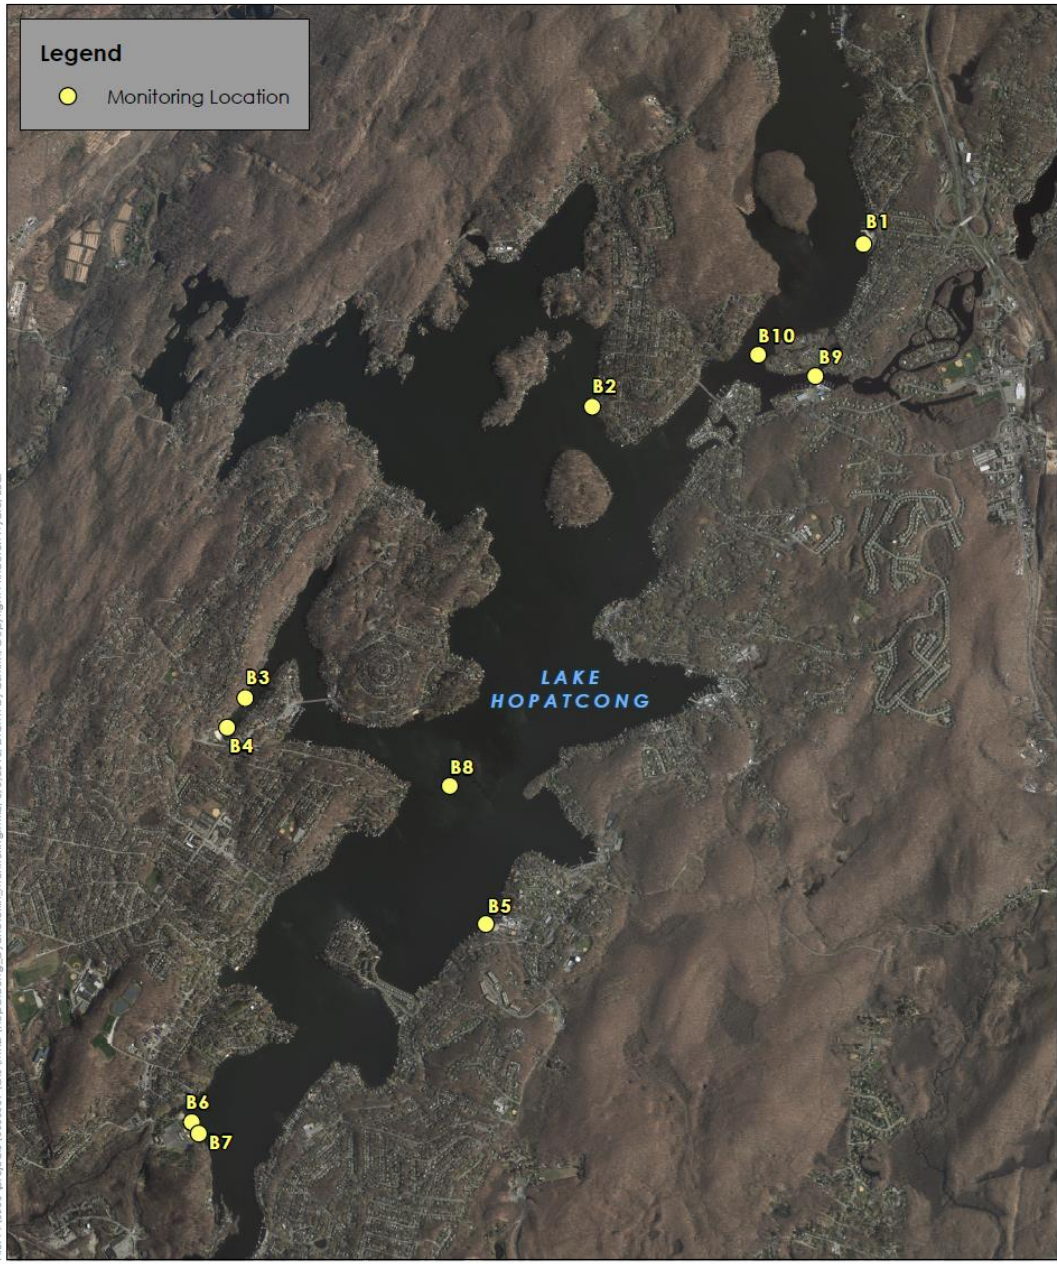 Legend
Monitoring Location
B1
B10
B9
B2
B3
LAKE
HOPATCONG
B4
B8
B5
B6
B7